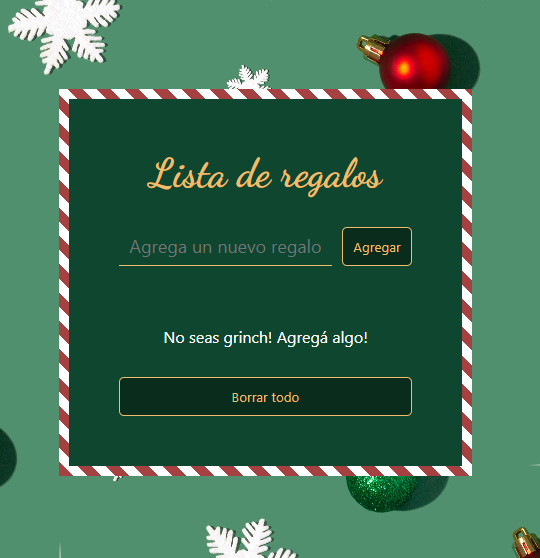 Lista de regalos
Agrega un nuevo regalo
Agregar
No seas grinch! Agregá algo!
Borrar todo